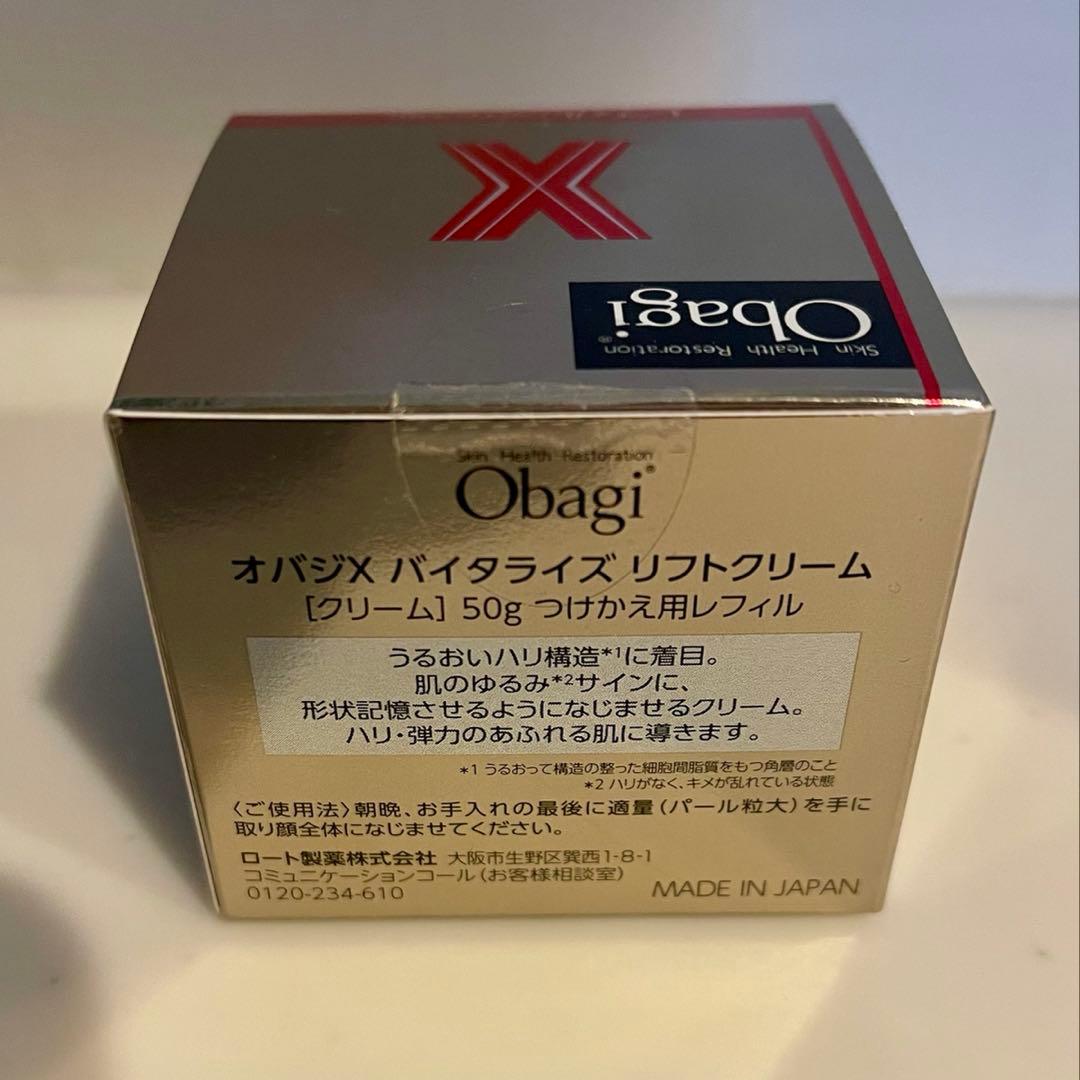 X
Skin Health Restoration
Obagi®
Skin Health Restoration
Obagi®
オバジX バイタライズ リフトクリーム
[クリーム] 50g つけかえ用レフィル
うるおいハリ構造*1に着目。
肌のゆるみ*2サインに、
形状記憶させるようになじませるクリーム。
ハリ・弾力のあふれる肌に導きます。
*1 うるおって構造の整った細胞間脂質をもつ角層のこと
*2 ハリがなく、キメが乱れている状態
〈ご使用法〉朝晩、お手入れの最後に適量(パール粒大)を手に
取り顔全体になじませてください。
ロート製薬株式会社 大阪市生野区巽西1-8-1
コミュニケーションコール(お客様相談室)
0120-234-610
MADE IN JAPAN